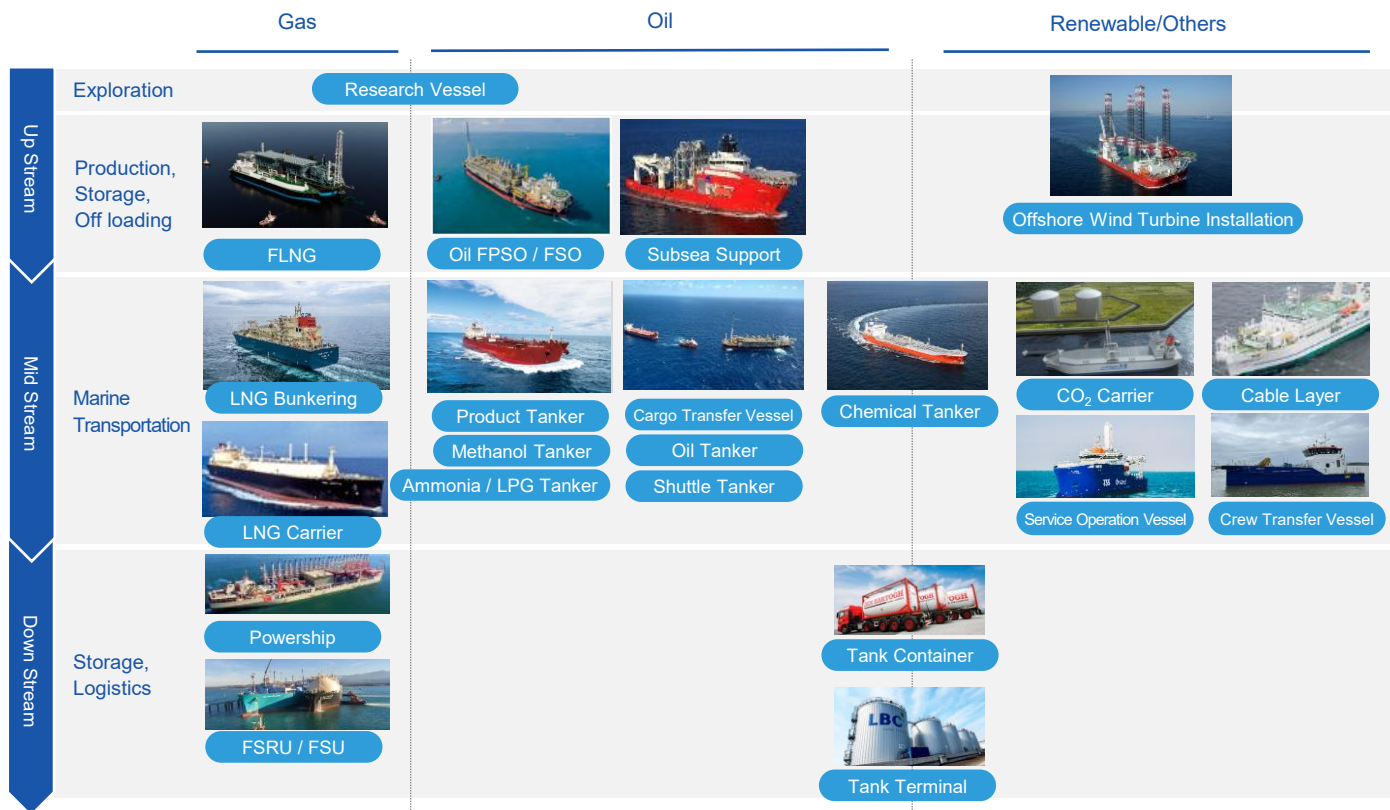 Gas
Oil
Renewable/Others
Up Stream
Exploration
Research Vessel
Production,
Storage,
Off loading
FLNG
Oil FPSO / FSO
Subsea Support
Offshore Wind Turbine Installation
Mid Stream
Marine
Transportation
LNG Bunkering
LNG Carrier
Product Tanker
Methanol Tanker
Ammonia / LPG Tanker
Cargo Transfer Vessel
Oil Tanker
Shuttle Tanker
Chemical Tanker
CO₂ Carrier
Cable Layer
Service Operation Vessel
Crew Transfer Vessel
Down Stream
Storage,
Logistics
Powership
FSRU / FSU
Tank Container
LBC
Tank Terminal